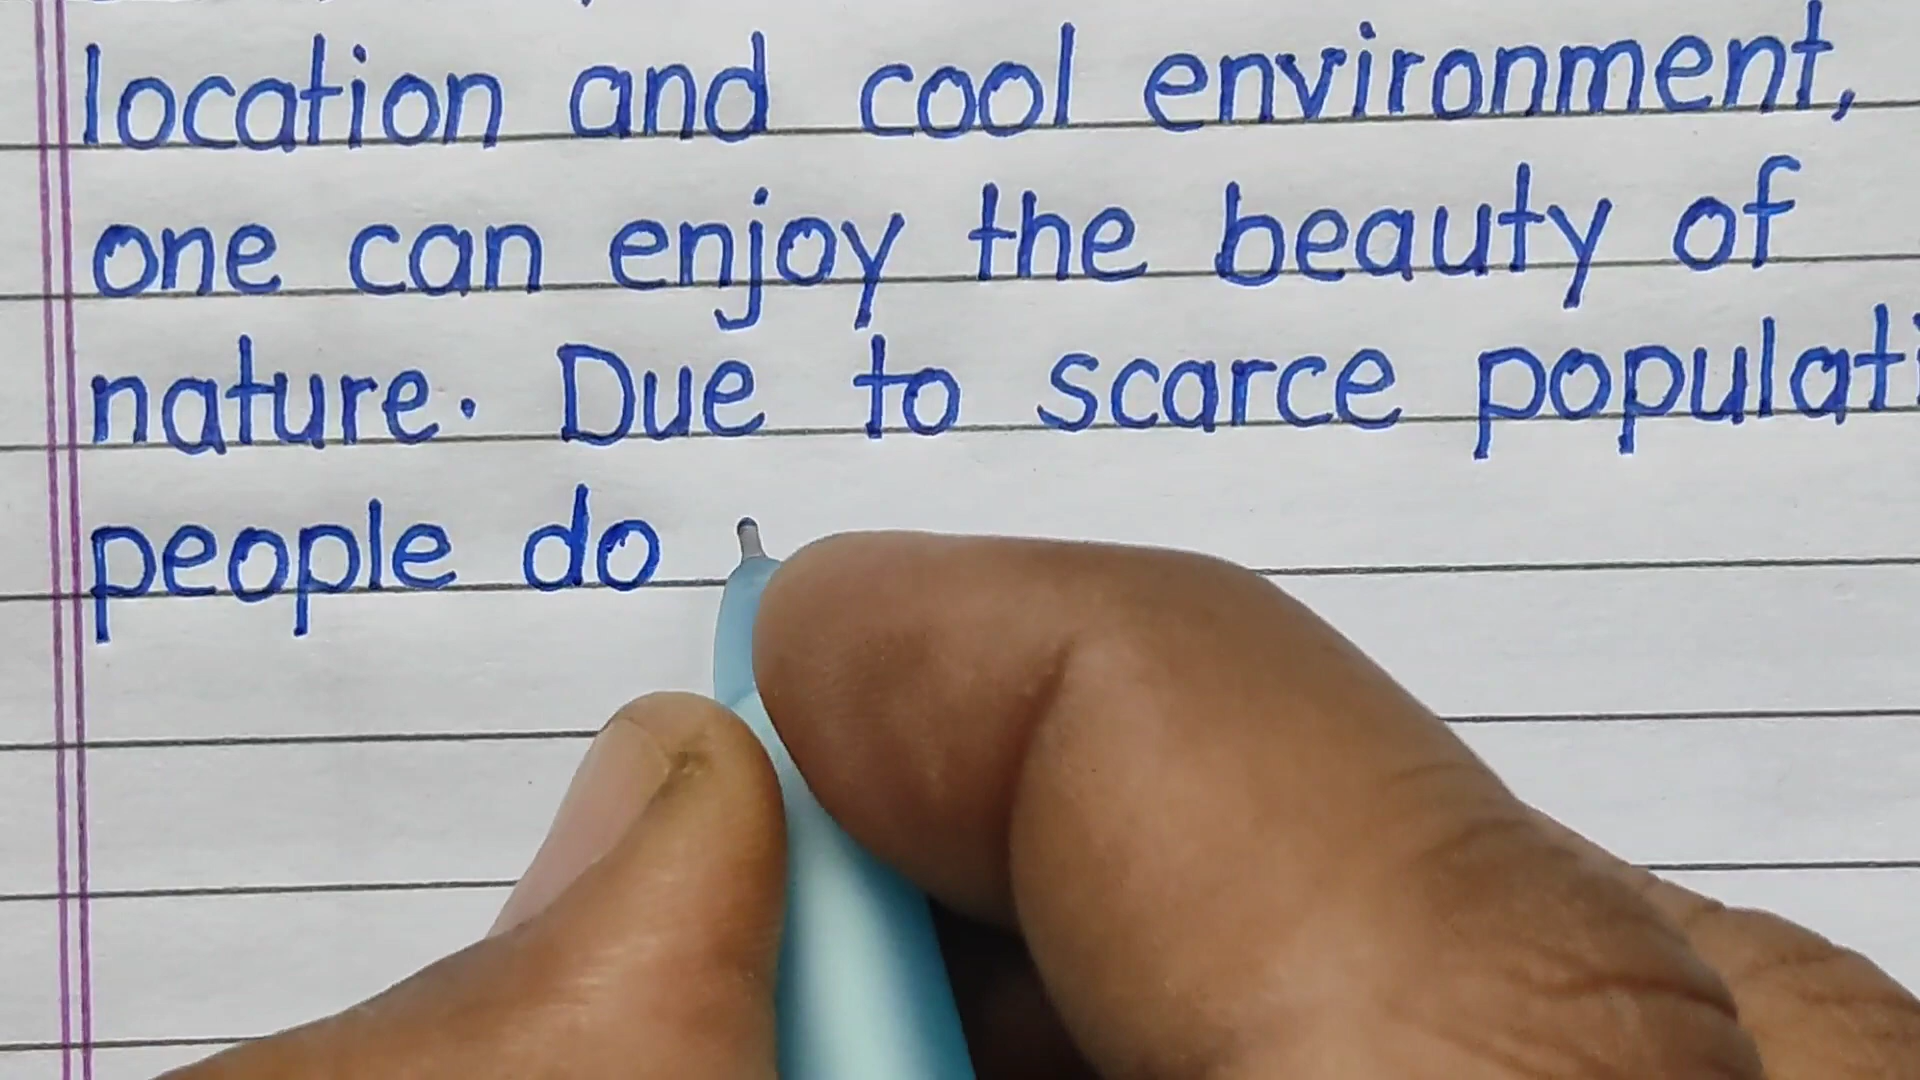 location and cool environment,
one can enjoy the beauty of
nature. Due to scarce populati
people do